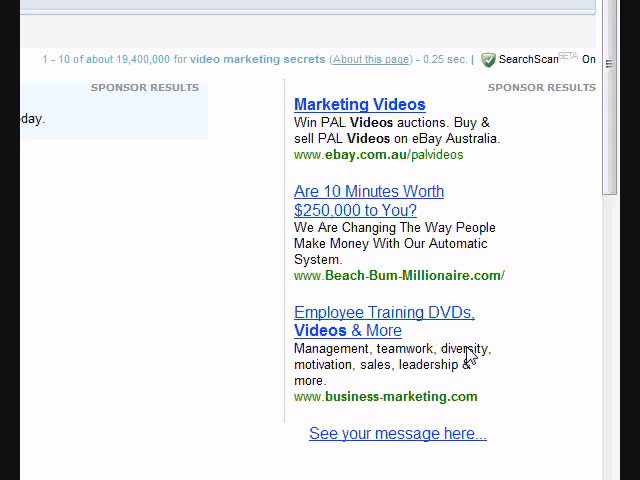 1 - 10 of about 19,400,000 for video marketing secrets (About this page) - 0.25 sec. | SearchScan BETA On
SPONSOR RESULTS
day.
SPONSOR RESULTS
Marketing Videos
Win PAL Videos auctions. Buy &
sell PAL Videos on eBay Australia.
www.ebay.com.au/palvideos
Are 10 Minutes Worth
$250,000 to You?
We Are Changing The Way People
Make Money With Our Automatic
System.
www.Beach-Bum-Millionaire.com/
Employee Training DVDs,
Videos & More
Management, teamwork, diversity,
motivation, sales, leadership &
more.
www.business-marketing.com
See your message here...